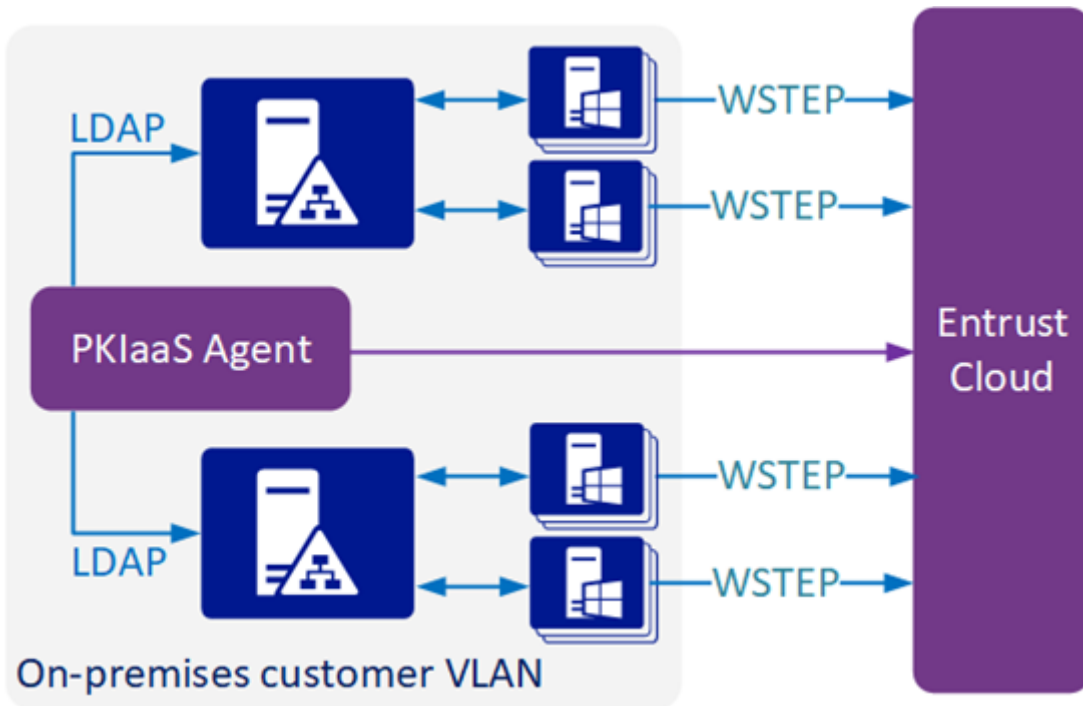 LDAP
WSTEP
WSTEP
PKIaaS Agent
Entrust
Cloud
WSTEP
LDAP
WSTEP
On-premises customer VLAN